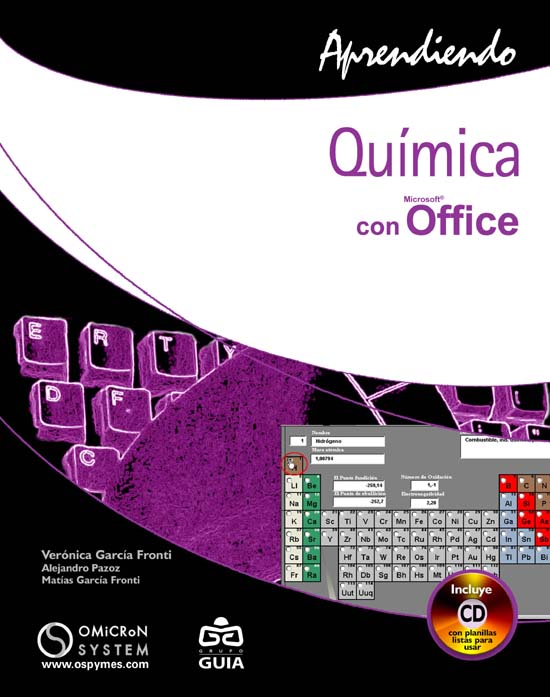 Aprendiendo
Química
Microsoft®
con Office
E R T Y
D F
C
Nombre
1 Hidrógeno
Masa atómica
1,00794
Combustible, ind.
El Punto fundición Número de Oxidación
-259,14 1,-1
El Punto de ebullición Electronegatividad
-252,7 2,20
H
Li Be B C N
Na Mg Al Si P
K Ca Sc Ti V Cr Mn Fe Co Ni Cu Zn Ga Ge As
Rb Sr Y Zr Nb Mo Tc Ru Rh Pd Ag Cd In Sn Sb
Cs Ba Hf Ta W Re Os Ir Pt Au Hg Tl Pb Bi
Fr Ra Rh Db Sg Bh Hs Mt
Uut Uuq
Verónica García Fronti
Alejandro Pazoz
Matías García Fronti
Incluye
CD
con planillas
listas para
usar
OMiCRoN
SYSTEM
www.ospymes.com
GRUPO
GUIA